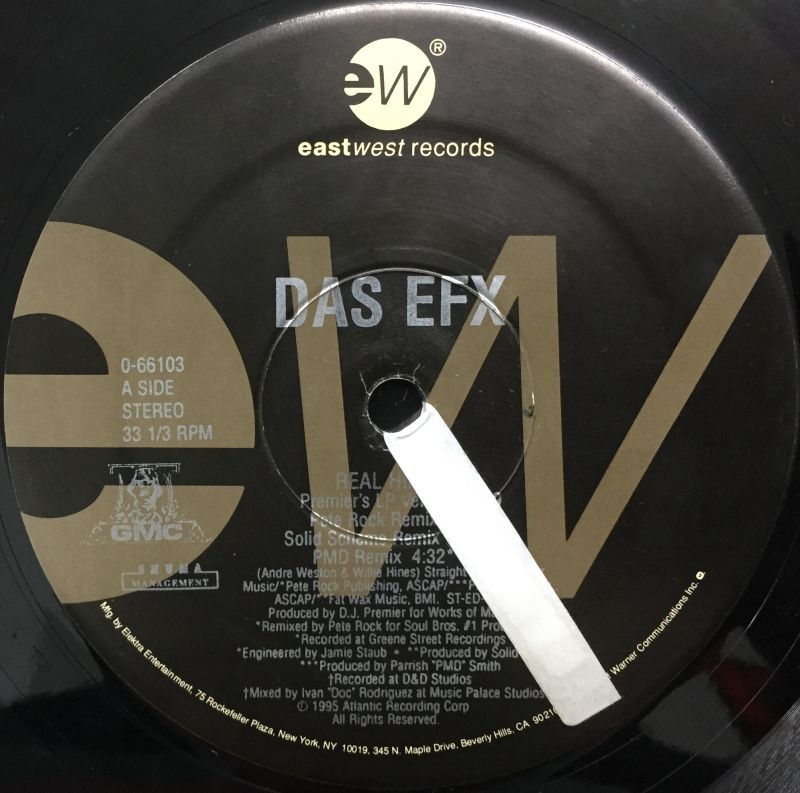 ew®
eastwest records
ew
DAS EFX
0-66103
A SIDE
STEREO
33 1/3 RPM
GMC
MANAGEMENT
REAL
Premier's LP
Pete Rock Remix
Solid Scheme Remix
PMD Remix 4:32*
(Andre Weston & Willie Hines) Straight
Music/*Pete Rock Publishing, ASCAP/***
ASCAP/**Fat Wax Music, BMI. ST-ED-
Produced by D.J. Premier for Works of
*Remixed by Pete Rock for Soul Bros. #1
*Recorded at Greene Street Recordings
*Engineered by Jamie Staub • **Produced by Solid
***Produced by Parrish "PMD" Smith
†Recorded at D&D Studios
†Mixed by Ivan "Doc" Rodriguez at Music Palace Studios
Ⓟ 1995 Atlantic Recording Corp
All Rights Reserved.
Mfg. by Elektra Entertainment, 75 Rockefeller Plaza, New York, NY 10019, 345 N. Maple Drive, Beverly Hills, CA Warner Communications Inc.